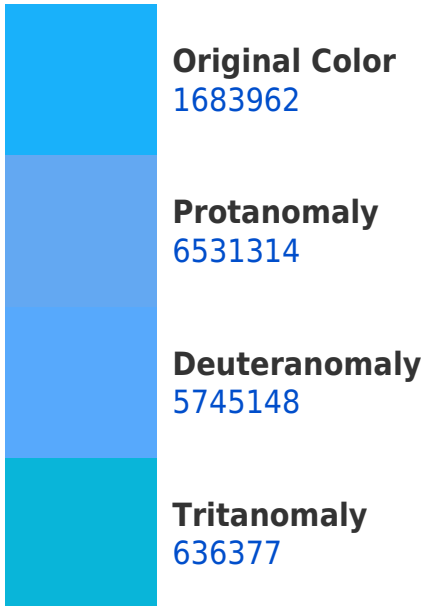 Original Color
1683962
Protanomaly
6531314
Deuteranomaly
5745148
Tritanomaly
636377